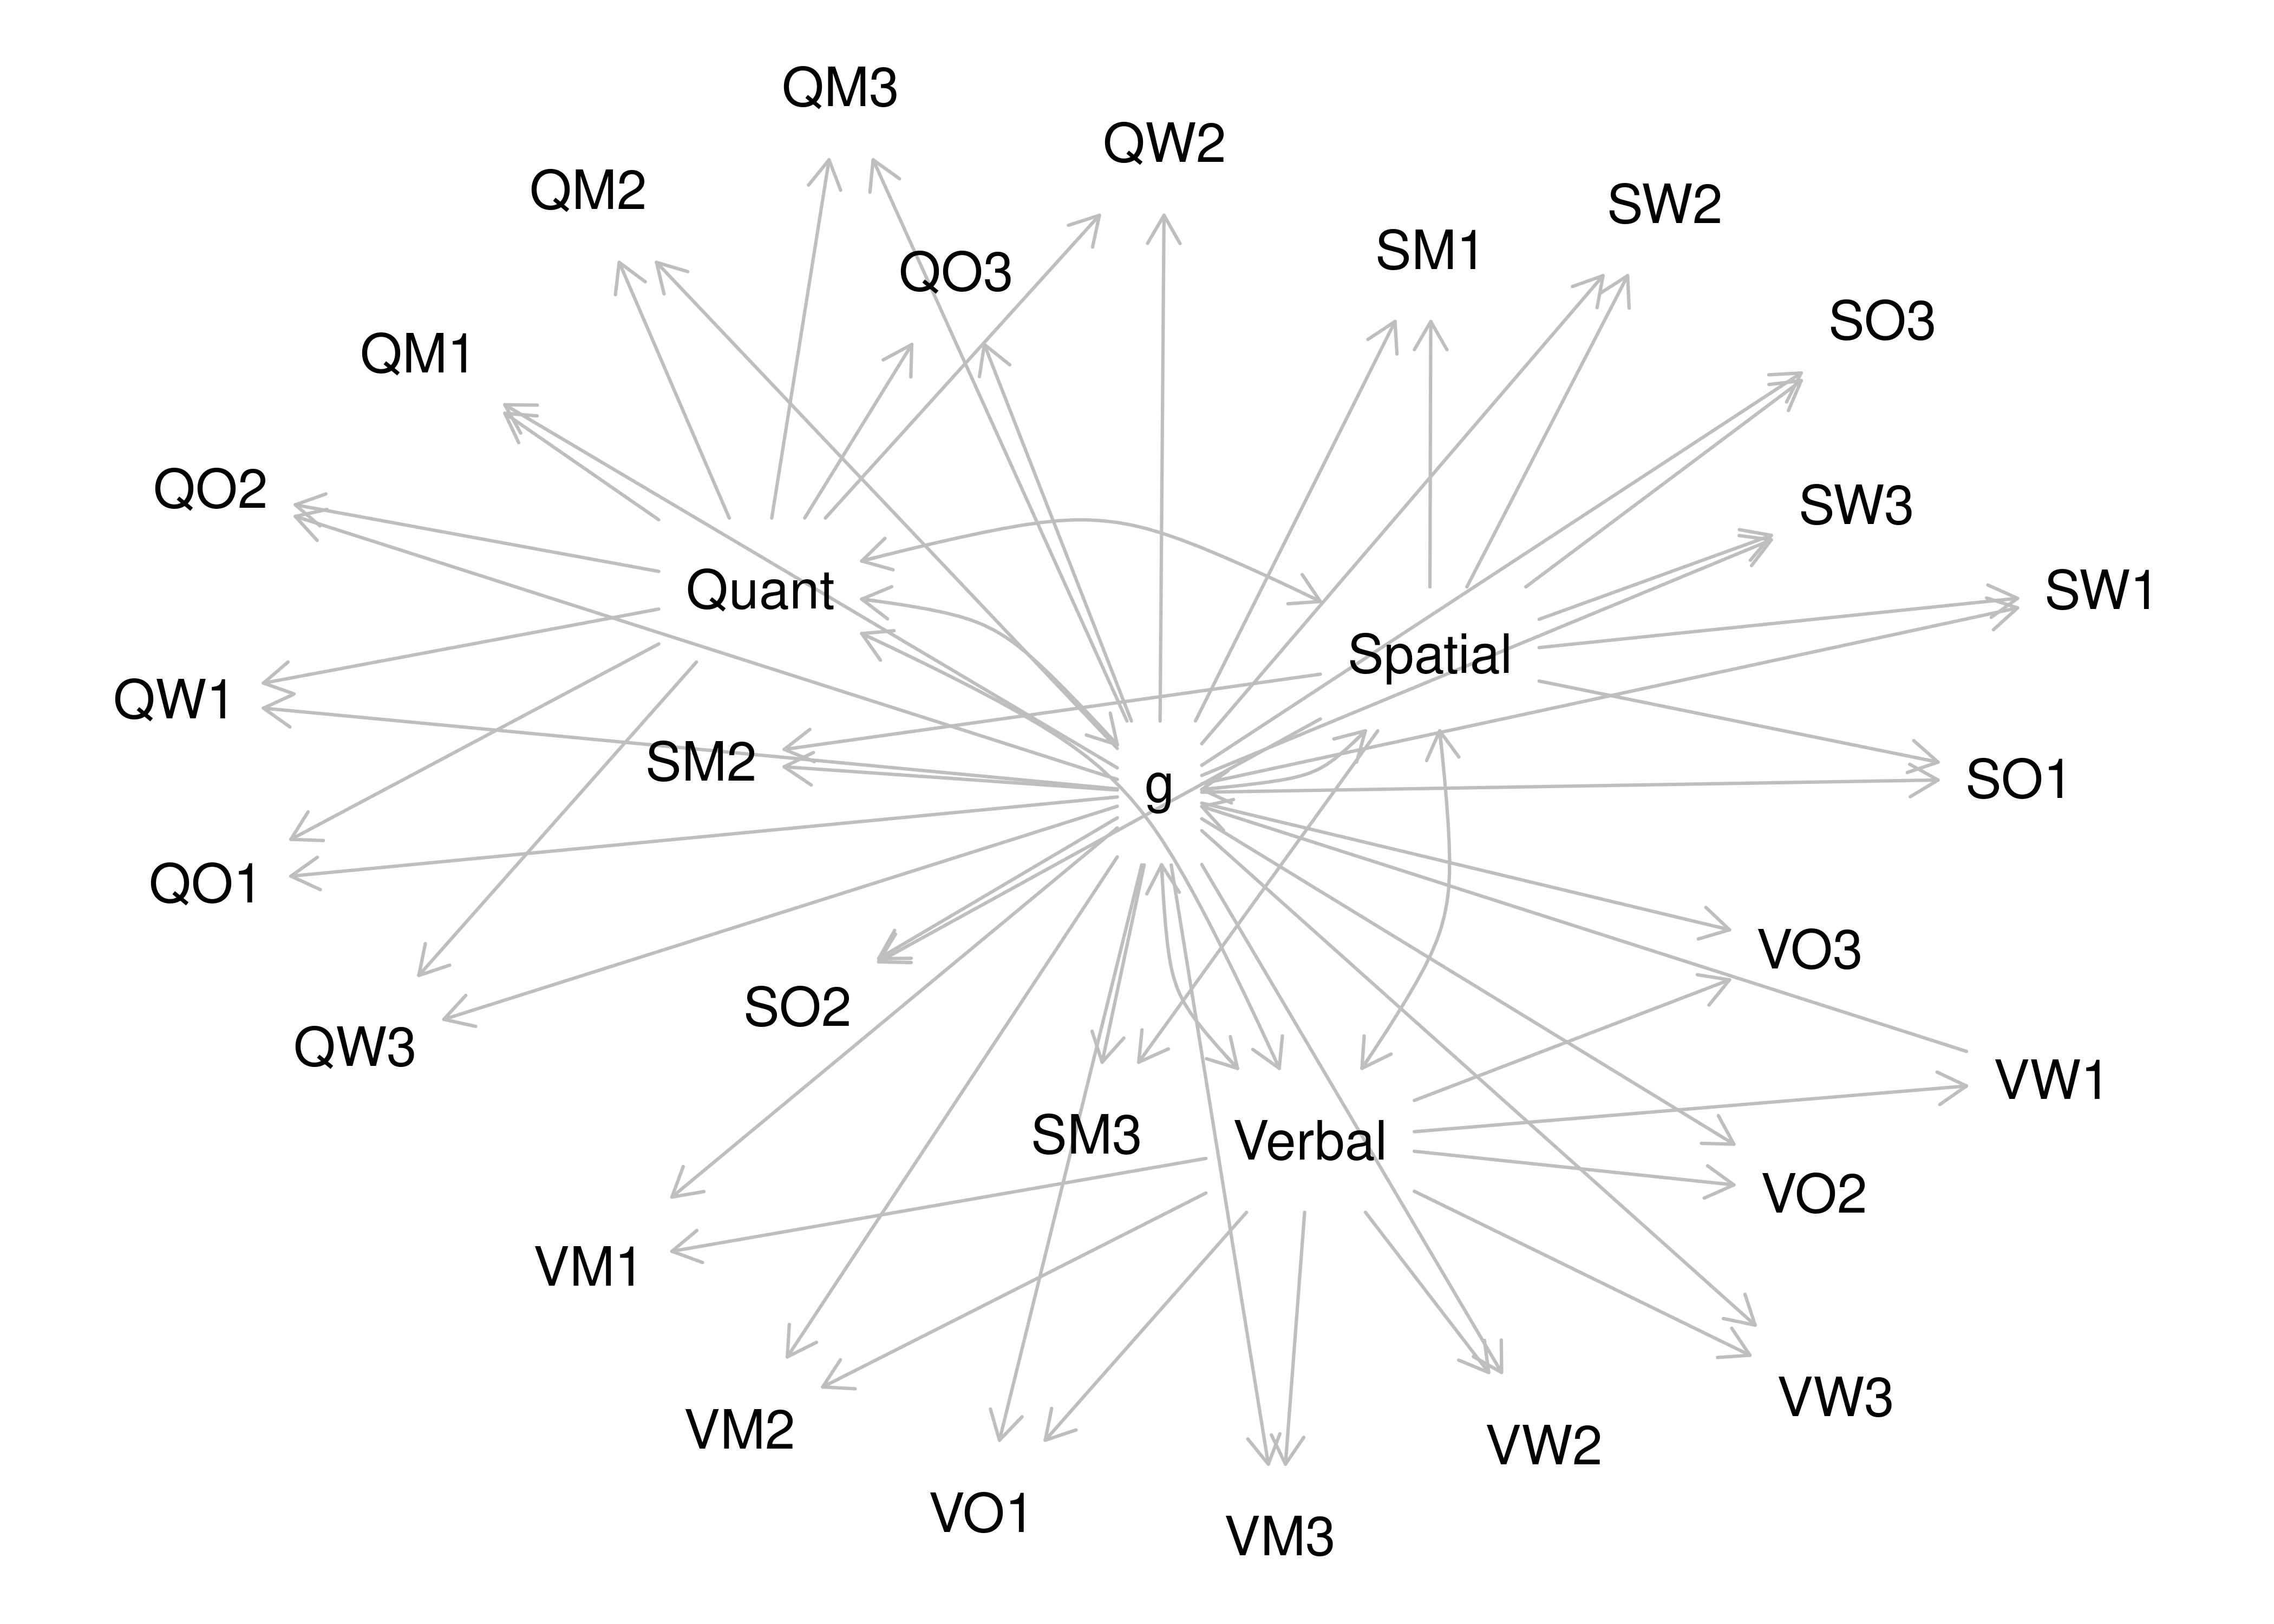 QM3
QW2
QM2
SW2
SM1
QO3
SO3
QM1
QO2
SW3
Quant
SW1
Spatial
QW1
SM2
g
SO1
QO1
VO3
SO2
QW3
VW1
SM3
Verbal
VO2
VM1
VW3
VM2
VW2
VO1
VM3